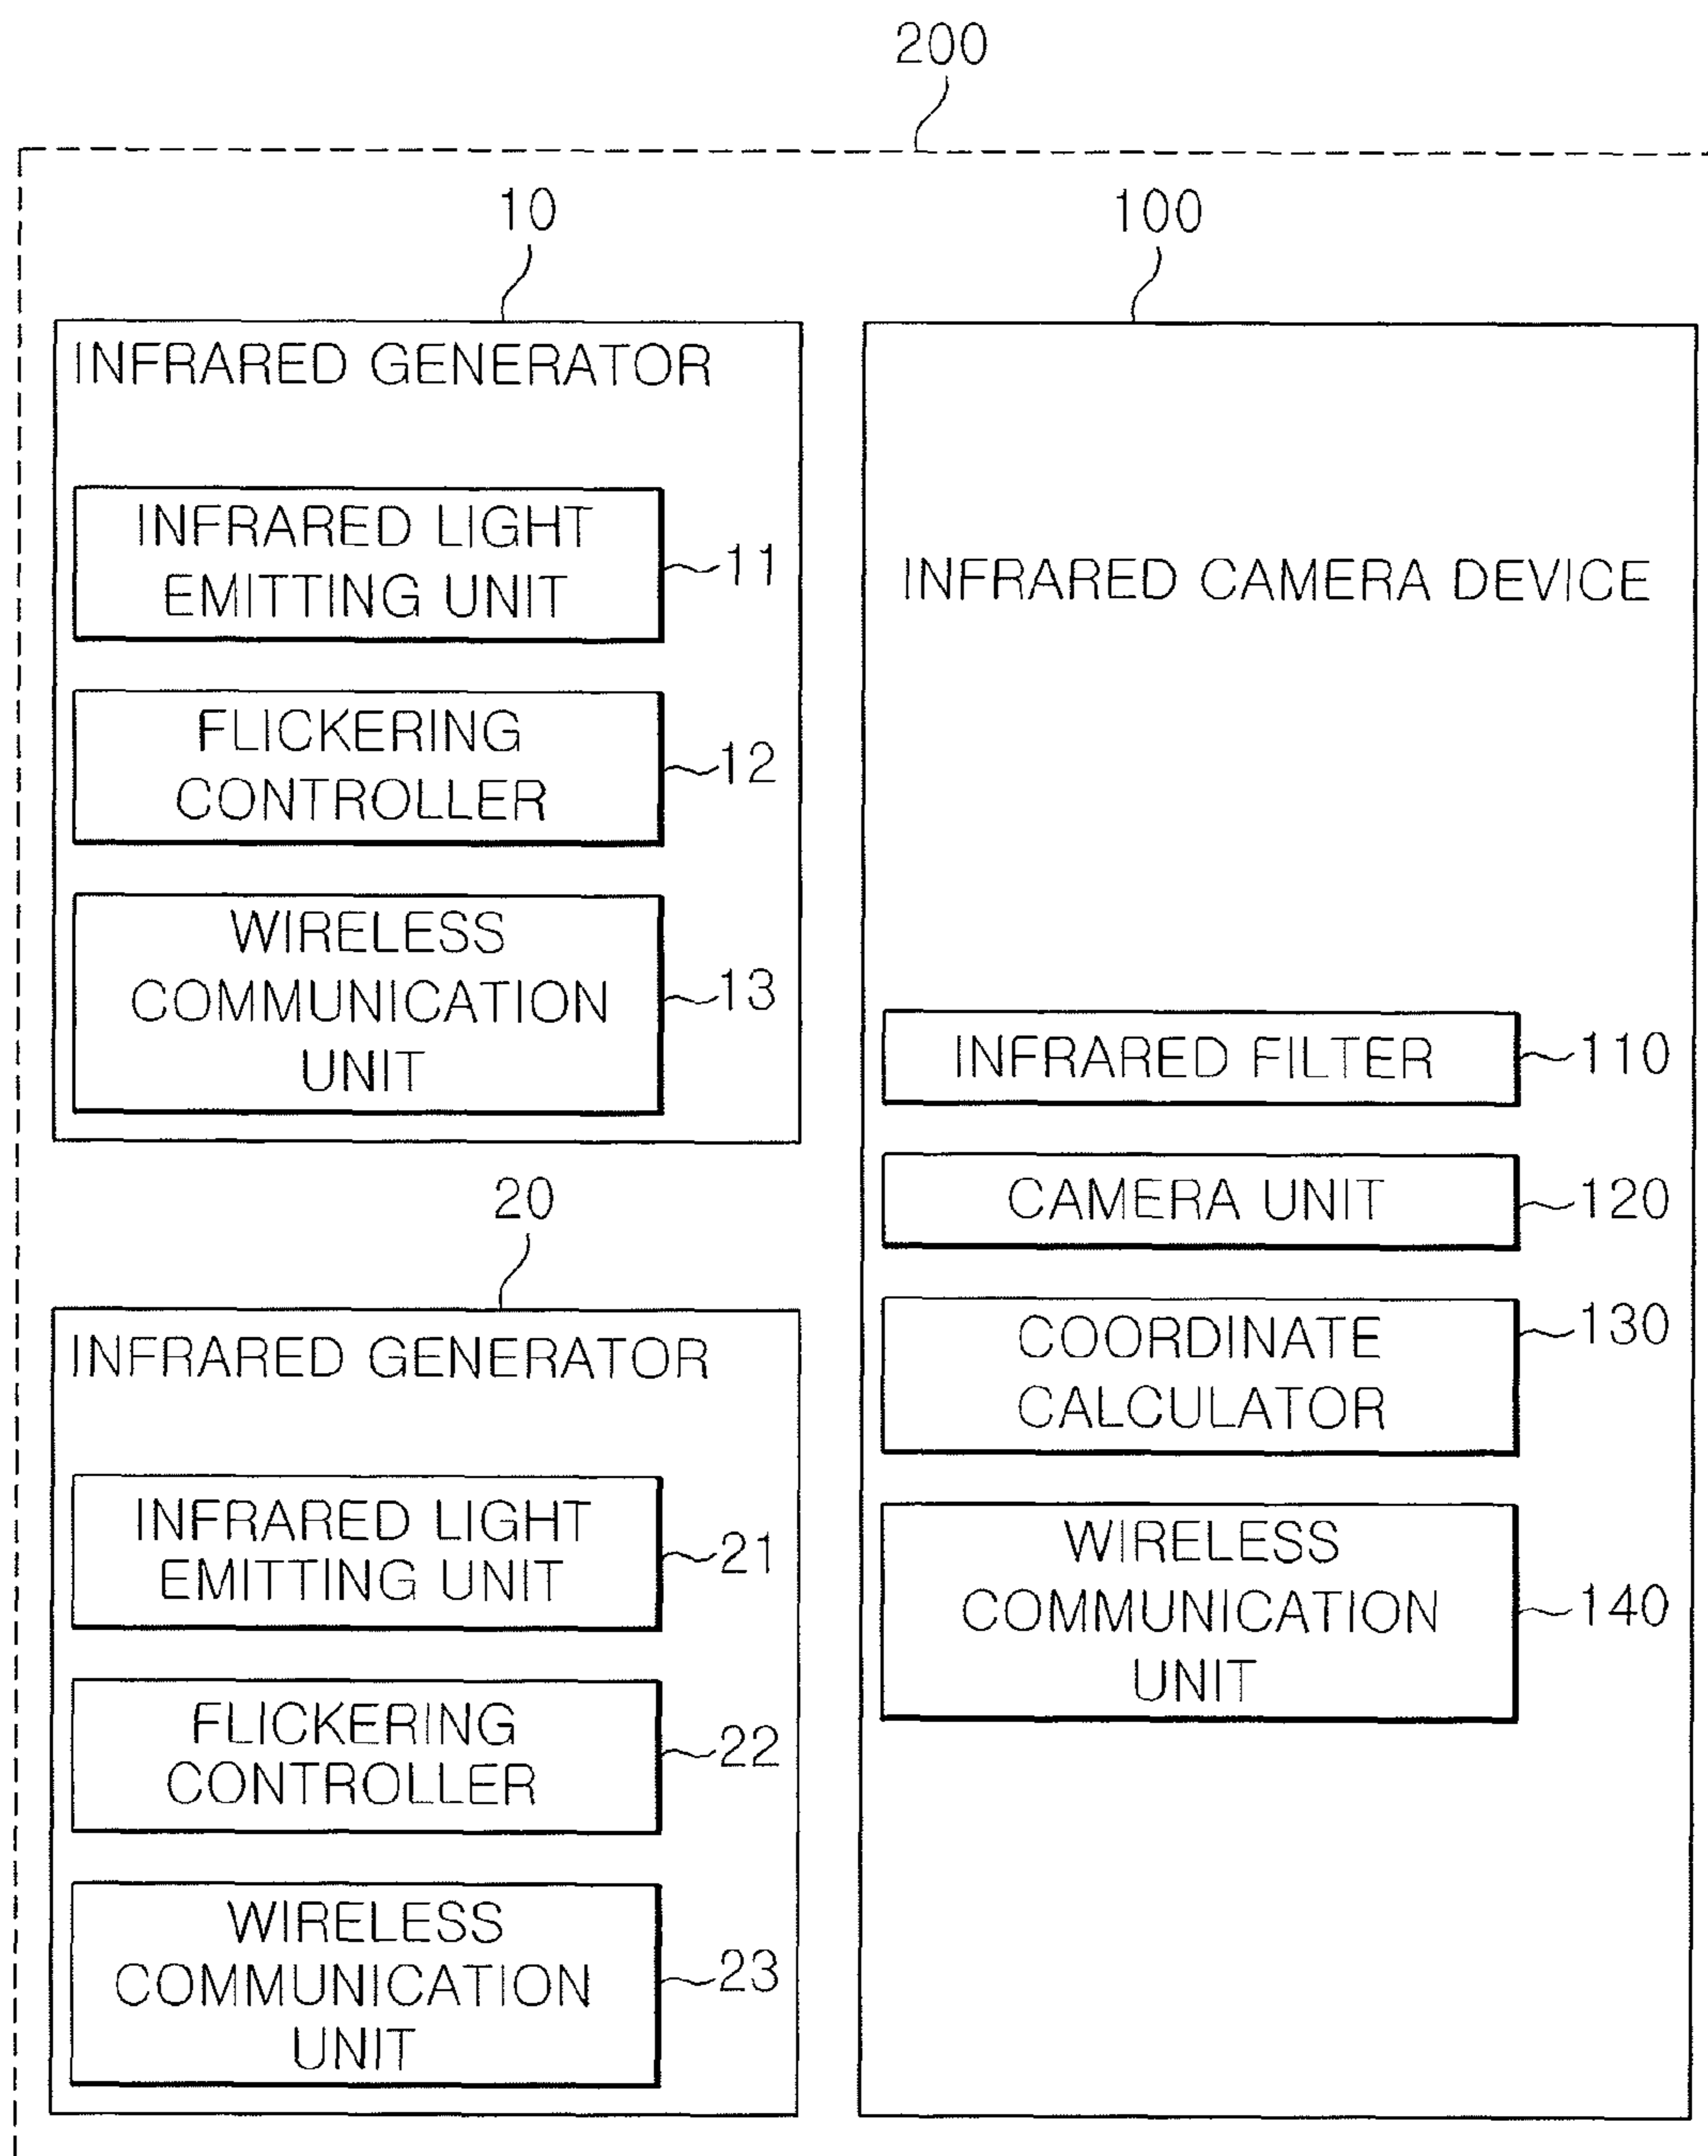 200
10
INFRARED GENERATOR
INFRARED LIGHT
EMITTING UNIT
11
FLICKERING
CONTROLLER
12
WIRELESS
COMMUNICATION
UNIT
13
20
INFRARED GENERATOR
INFRARED LIGHT
EMITTING UNIT
21
FLICKERING
CONTROLLER
22
WIRELESS
COMMUNICATION
UNIT
23
100
INFRARED CAMERA DEVICE
INFRARED FILTER
110
CAMERA UNIT
120
COORDINATE
CALCULATOR
130
WIRELESS
COMMUNICATION
UNIT
140